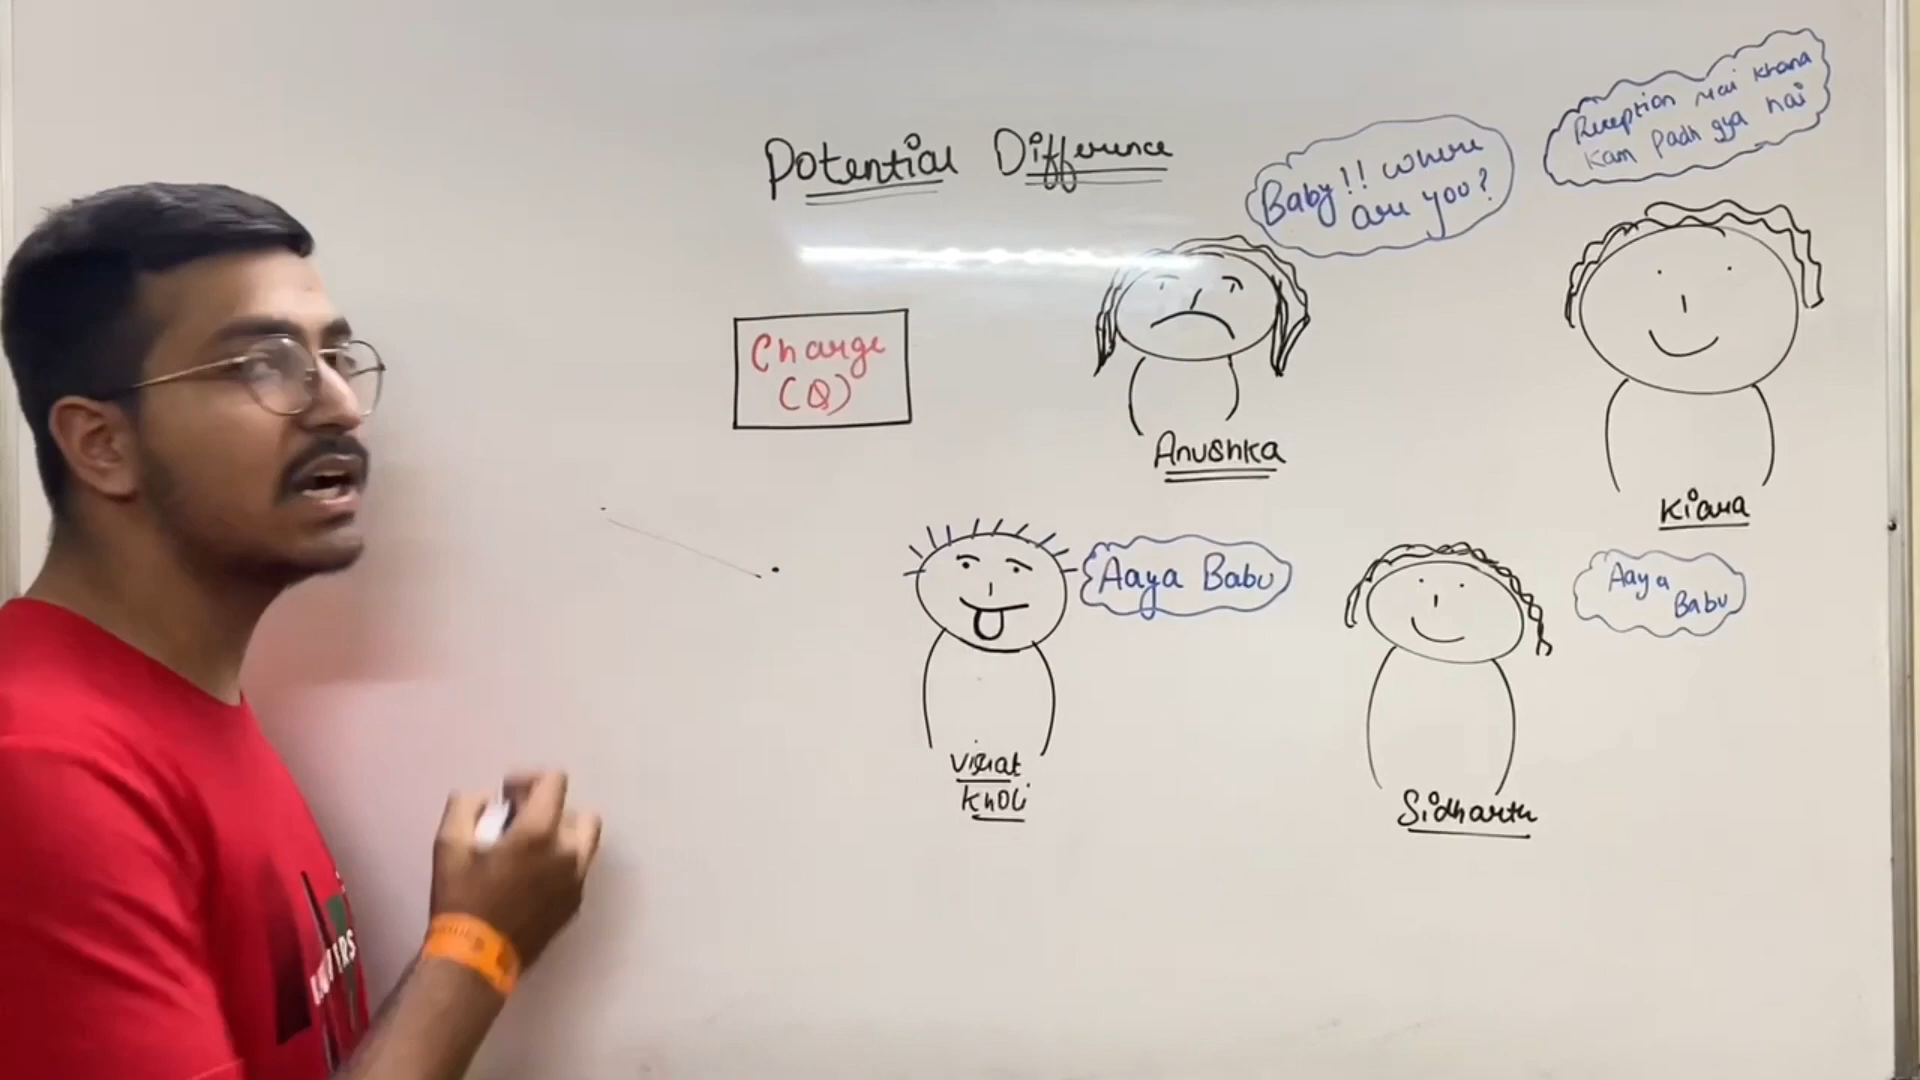 Potential Difference
Baby!! where
are you?
Reception Mai khana
Kam padh gya hai
Charge
(Q)
Anushka
Kiara
Aaya Babu
Aaya
Babu
Virat
Kholi
Sidharth